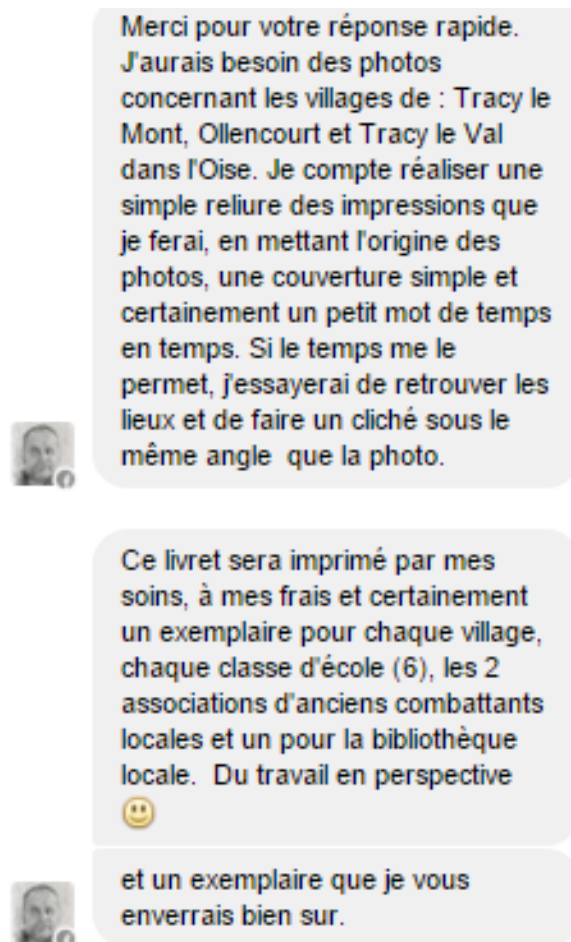 Merci pour votre réponse rapide.
J'aurais besoin des photos
concernant les villages de : Tracy le
Mont, Ollencourt et Tracy le Val
dans l'Oise. Je compte réaliser une
simple reliure des impressions que
je ferai, en mettant l'origine des
photos, une couverture simple et
certainement un petit mot de temps
en temps. Si le temps me le
permet, j'essayerai de retrouver les
lieux et de faire un cliché sous le
même angle que la photo.
Ce livret sera imprimé par mes
soins, à mes frais et certainement
un exemplaire pour chaque village,
chaque classe d'école (6), les 2
associations d'anciens combattants
locales et un pour la bibliothèque
locale. Du travail en perspective
et un exemplaire que je vous
enverrais bien sur.